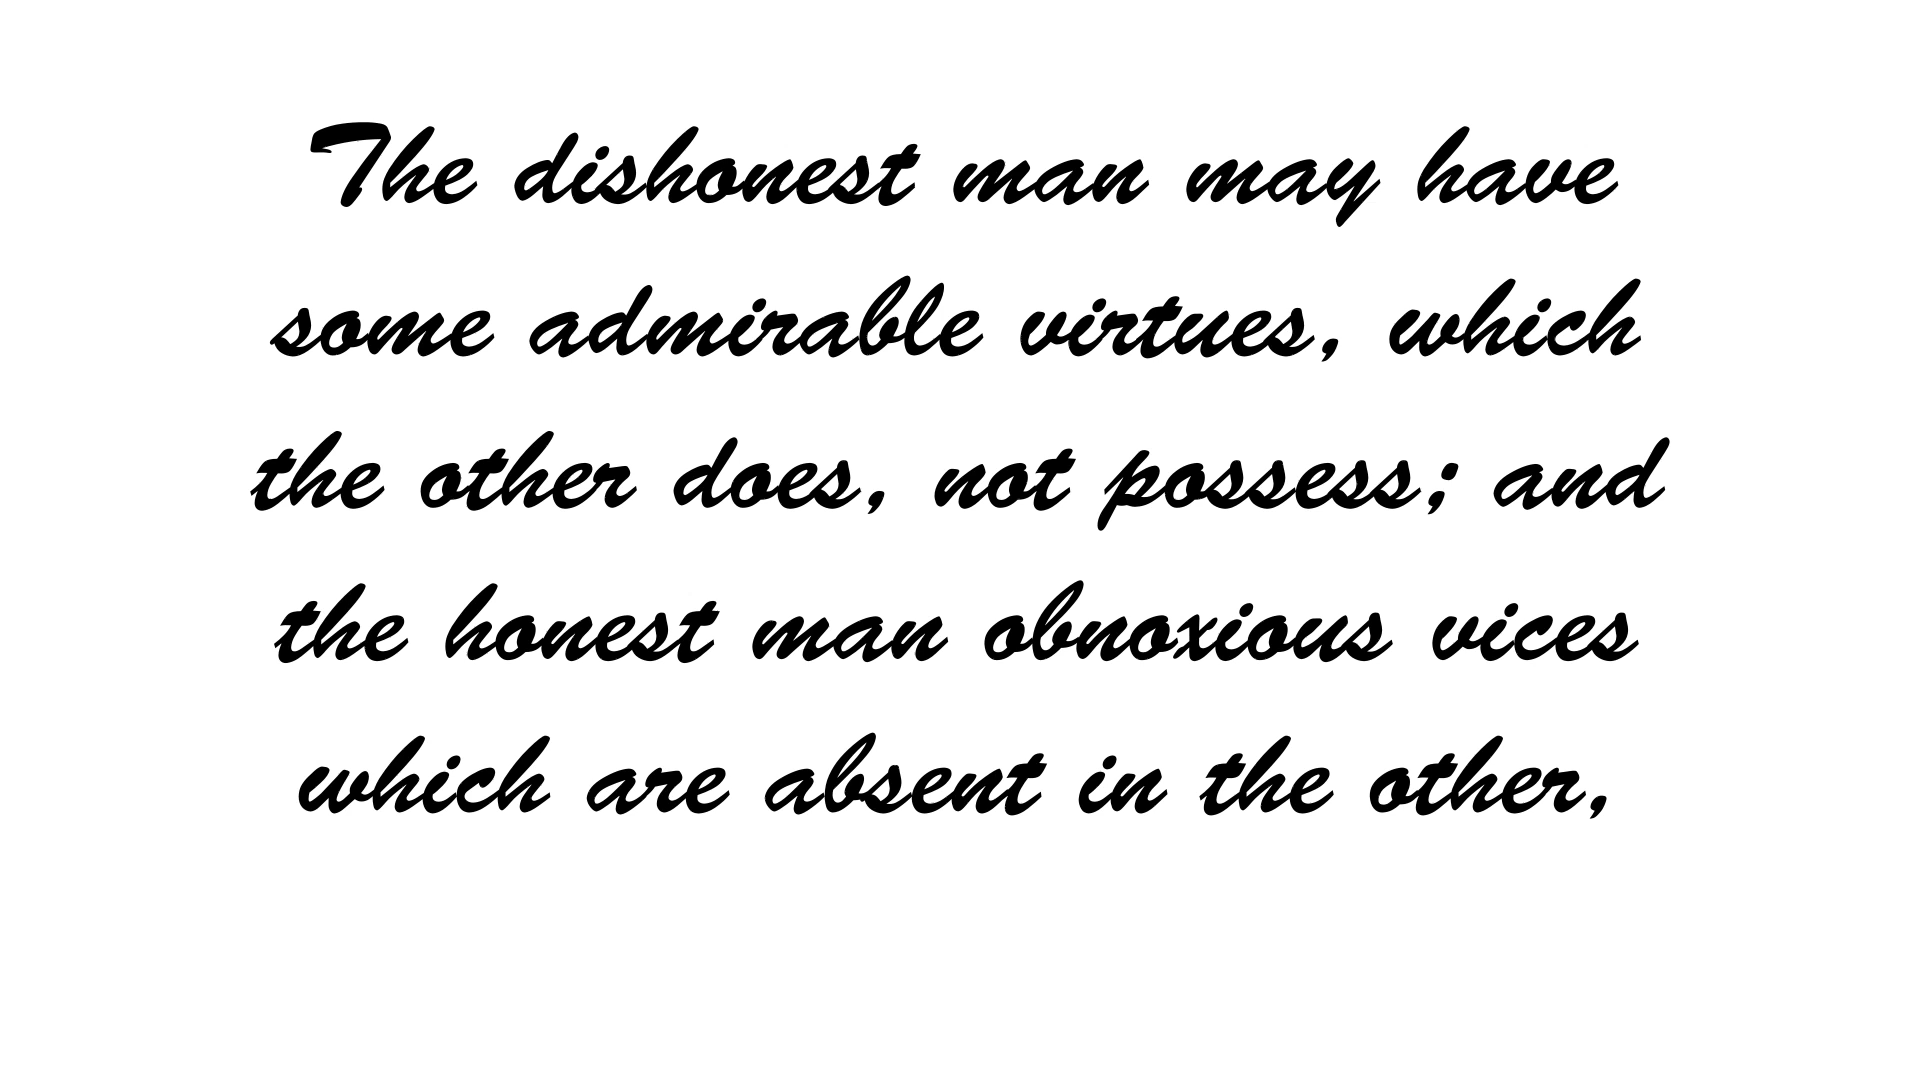 The dishonest man may have
some admirable virtues, which
the other does, not possess; and
the honest man obnoxious vices
which are absent in the other,